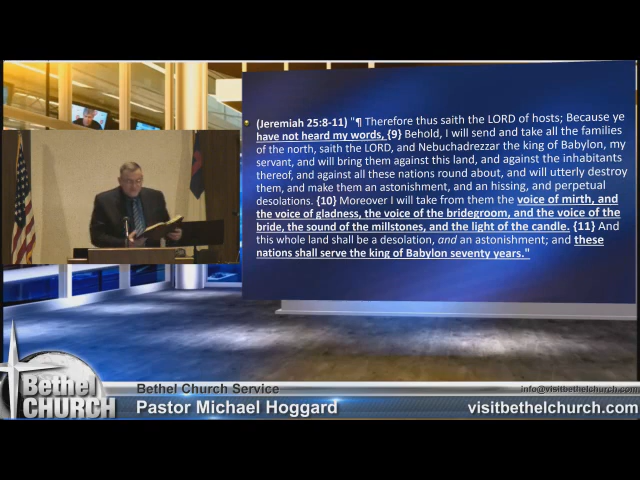 (Jeremiah 25:8-11) "¶ Therefore thus saith the LORD of hosts; Because ye
have not heard my words, {9} Behold, I will send and take all the families
of the north, saith the LORD, and Nebuchadrezzar the king of Babylon, my
servant, and will bring them against this land, and against the inhabitants
thereof, and against all these nations round about, and will utterly destroy
them, and make them an astonishment, and an hissing, and perpetual
desolations. {10} Moreover I will take from them the voice of mirth, and
the voice of gladness, the voice of the bridegroom, and the voice of the
bride, the sound of the millstones, and the light of the candle. {11} And
this whole land shall be a desolation, and an astonishment; and these
nations shall serve the king of Babylon seventy years."
Bethel
CHURCH
Bethel Church Service
info@visitbethelchurch.com
Pastor Michael Hoggard
visitbethelchurch.com